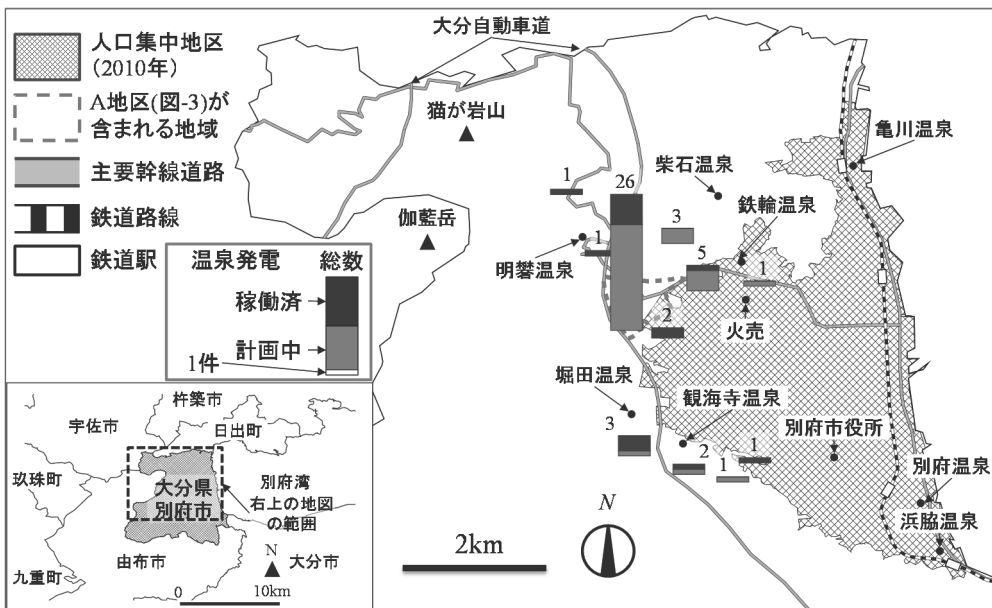 人口集中地区
(2010年)
A地区(図-3)が
含まれる地域
主要幹線道路
鉄道路線
鉄道駅
温泉発電
総数
稼働済
計画中
1件
大分自動車道
猫が岩山
伽藍岳
柴石温泉
亀川温泉
鉄輪温泉
明礬温泉
火売
堀田温泉
観海寺温泉
別府市役所
別府温泉
浜脇温泉
1
26
3
1
5
1
2
3
2
1
1
N
2km
杵築市
宇佐市
日出町
玖珠町
大分県
別府市
別府湾
右上の地図
の範囲
由布市
大分市
九重町
N
0
10km